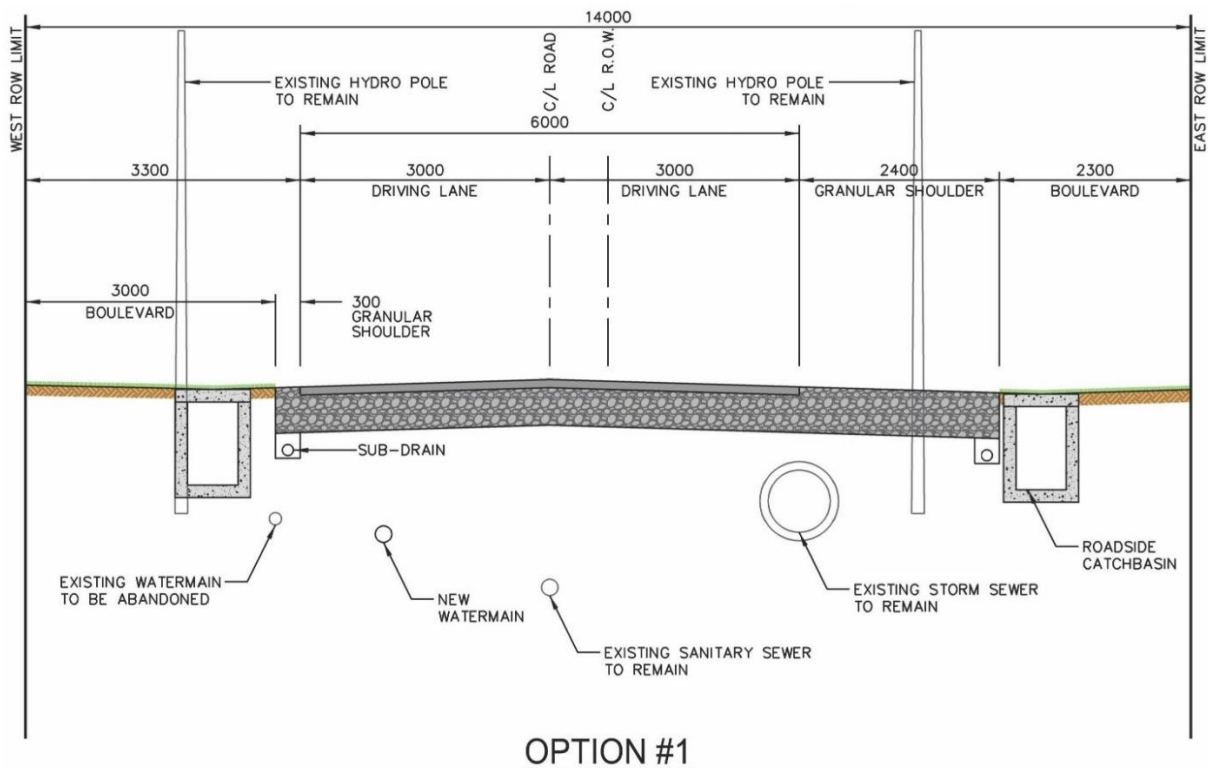 14000
WEST ROW LIMIT
EAST ROW LIMIT
C/L ROAD
C/L R.O.W.
EXISTING HYDRO POLE
TO REMAIN
EXISTING HYDRO POLE
TO REMAIN
6000
3300
3000
DRIVING LANE
3000
DRIVING LANE
2400
GRANULAR SHOULDER
2300
BOULEVARD
3000
BOULEVARD
300
GRANULAR
SHOULDER
SUB-DRAIN
EXISTING WATERMAIN
TO BE ABANDONED
NEW
WATERMAIN
EXISTING SANITARY SEWER
TO REMAIN
EXISTING STORM SEWER
TO REMAIN
ROADSIDE
CATCHBASIN
OPTION #1